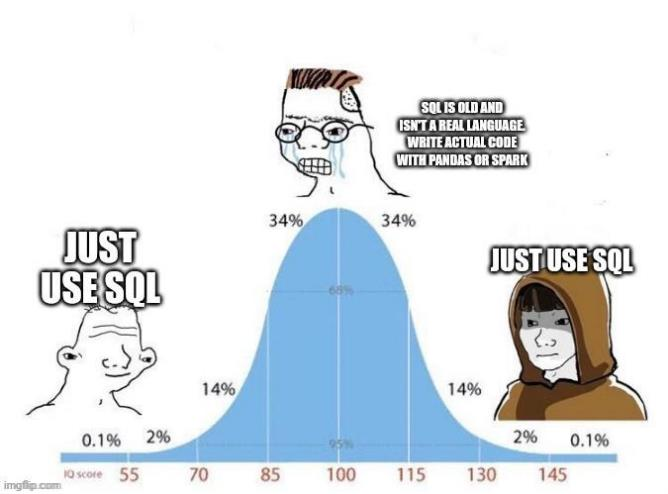 SQL IS OLD AND
ISN'T A REAL LANGUAGE.
WRITE ACTUAL CODE
WITH PANDAS OR SPARK
34% 34%
JUST
USE SQL
JUST USE SQL
68%
14% 14%
0.1% 2% 95% 2% 0.1%
IQ score 55 70 85 100 115 130 145
imgflip.com